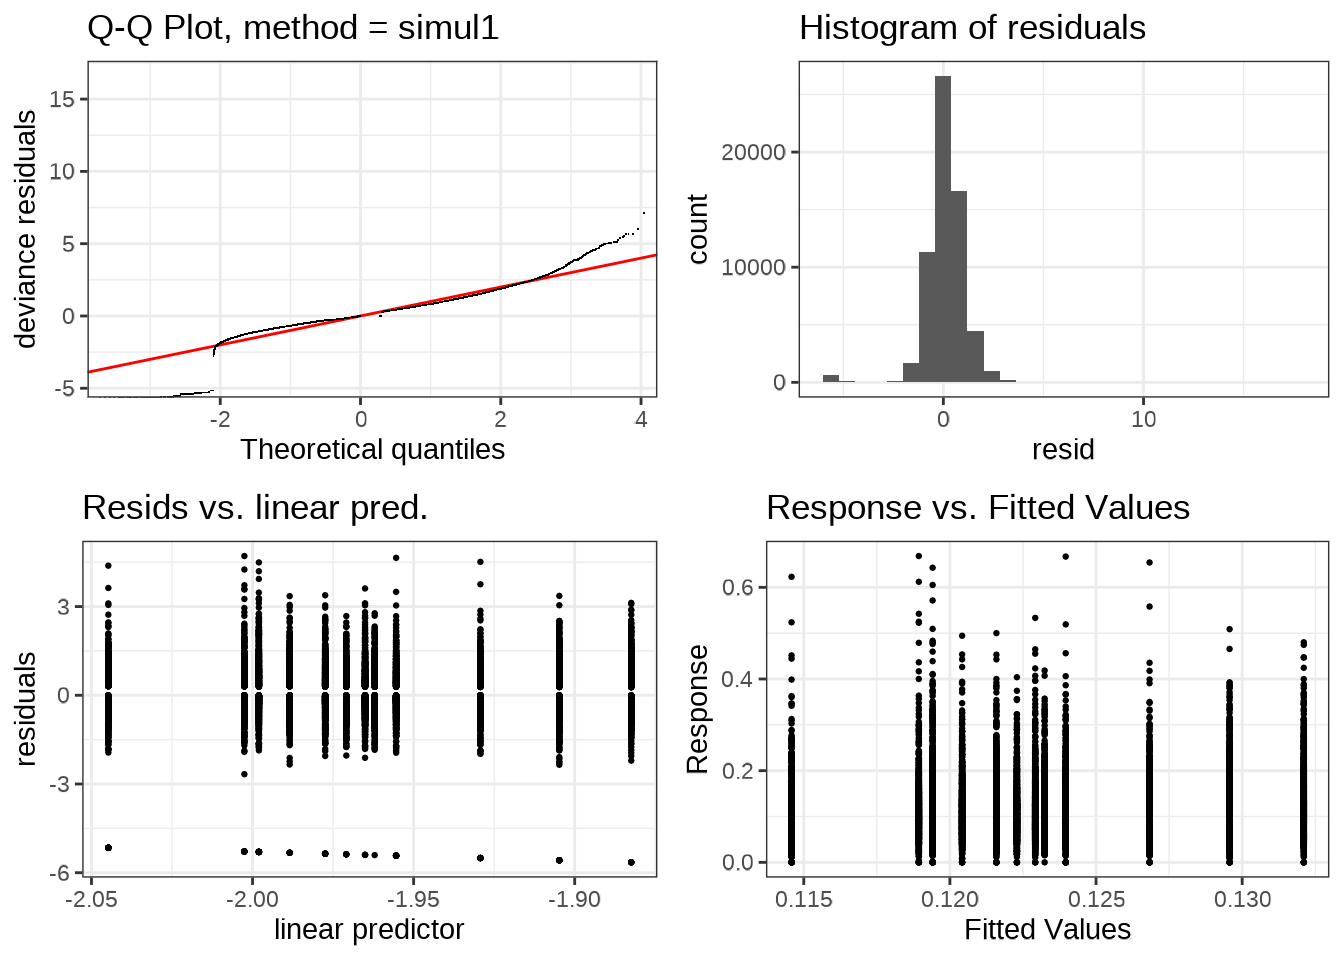 Q-Q Plot, method = simul1
deviance residuals
15
10
5
0
-5
-2
0
2
4
Theoretical quantiles
Histogram of residuals
count
20000
10000
0
0
10
resid
Resids vs. linear pred.
residuals
3
0
-3
-6
-2.05
-2.00
-1.95
-1.90
linear predictor
Response vs. Fitted Values
Response
0.6
0.4
0.2
0.0
0.115
0.120
0.125
0.130
Fitted Values